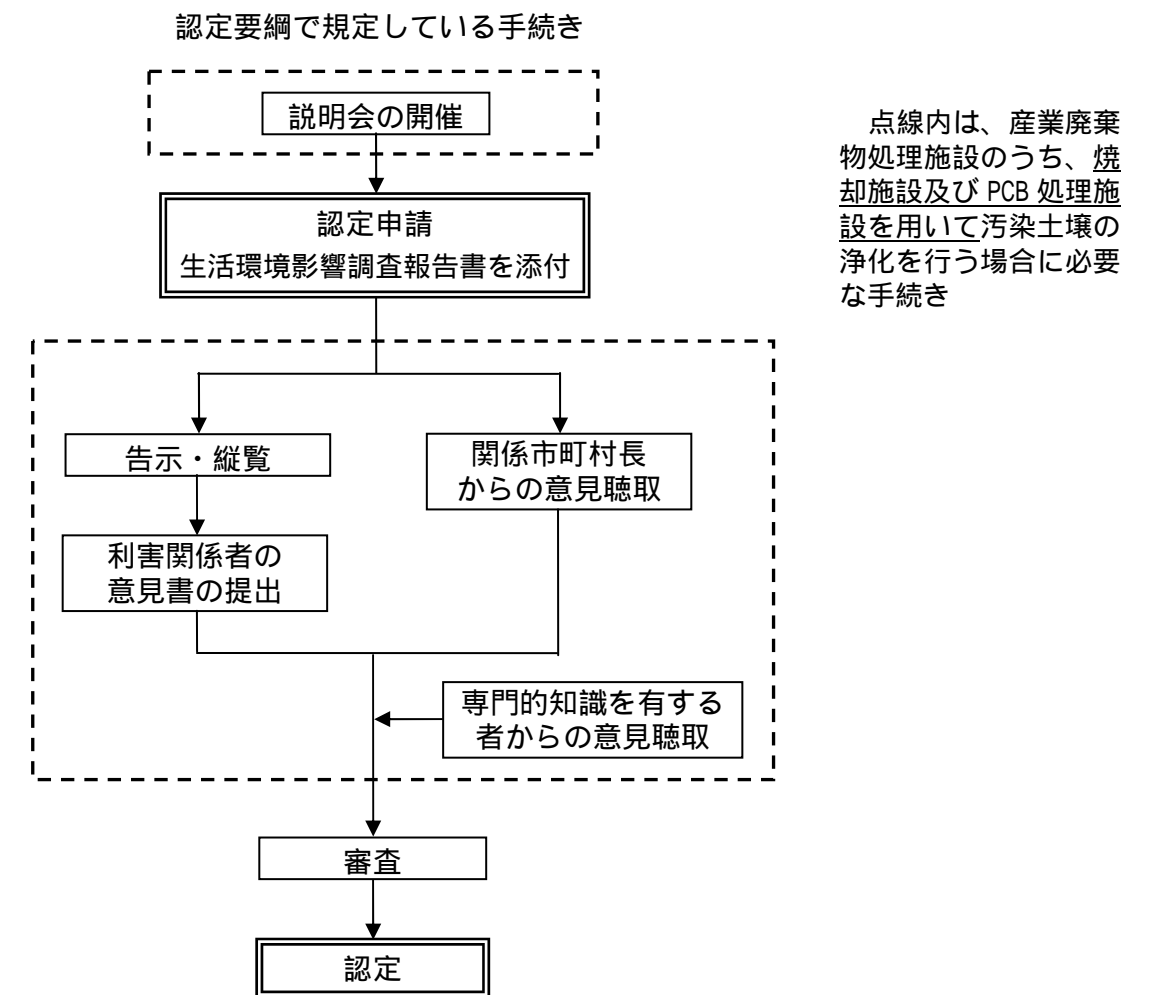 認定要綱で規定している手続き
説明会の開催
点線内は、産業廃棄
物処理施設のうち、焼
却施設及び PCB 処理施
設を用いて汚染土壌の
浄化を行う場合に必要
な手続き
認定申請
生活環境影響調査報告書を添付
告示・縦覧
関係市町村長
からの意見聴取
利害関係者の
意見書の提出
専門的知識を有する
者からの意見聴取
審査
認定